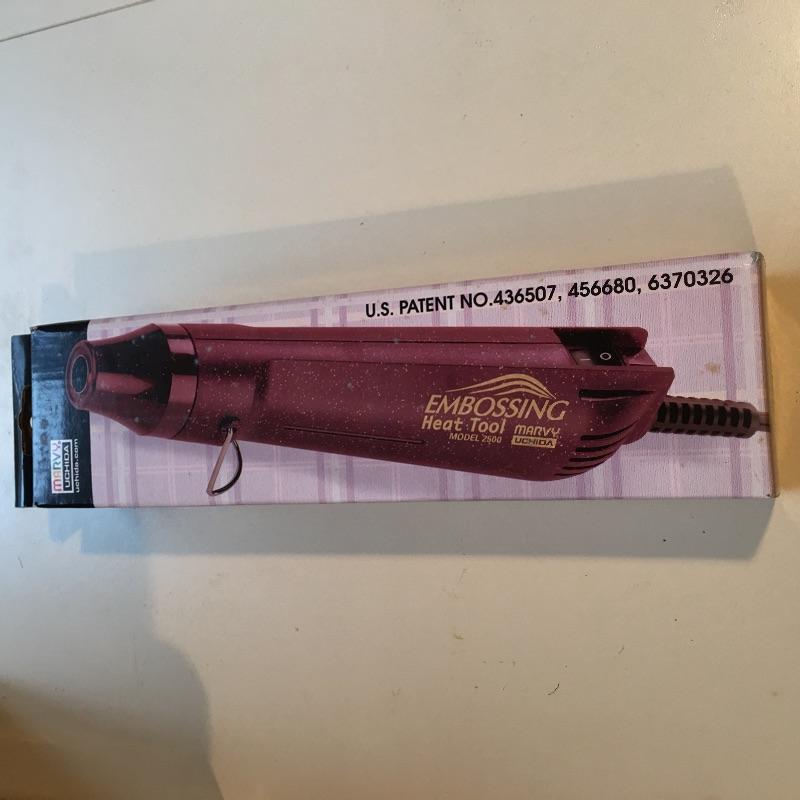 U.S. PATENT NO.436507, 456680, 6370326
EMBOSSING
Heat Tool
MODEL 2500
MARVY
UCHIDA
MARVY
UCHIDA
uchida.com